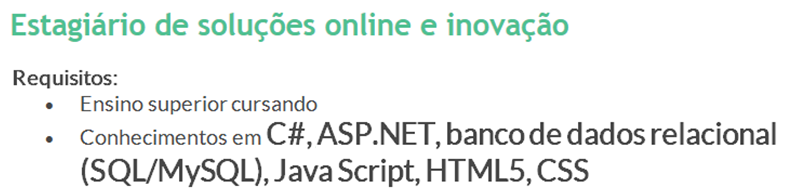 Estagiário de soluções online e inovação
Requisitos:
• Ensino superior cursando
• Conhecimentos em C#, ASP.NET, banco de dados relacional
(SQL/MySQL), Java Script, HTML5, CSS